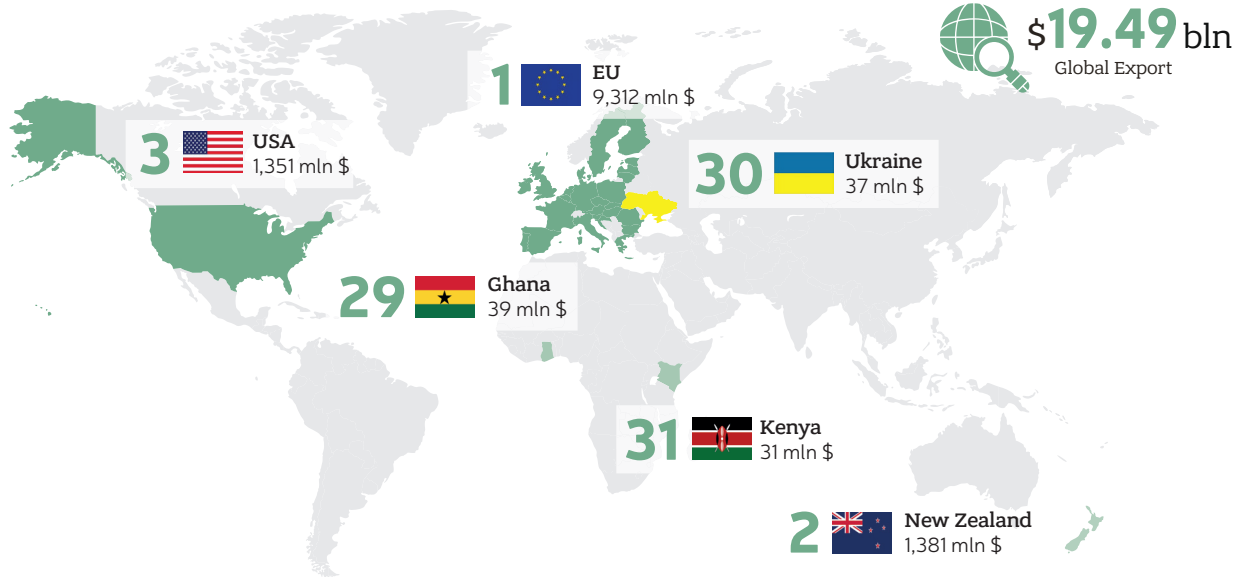 $19.49 bln
Global Export
1
EU
9,312 mln $
3
USA
1,351 mln $
30
Ukraine
37 mln $
29
Ghana
39 mln $
31
Kenya
31 mln $
2
New Zealand
1,381 mln $